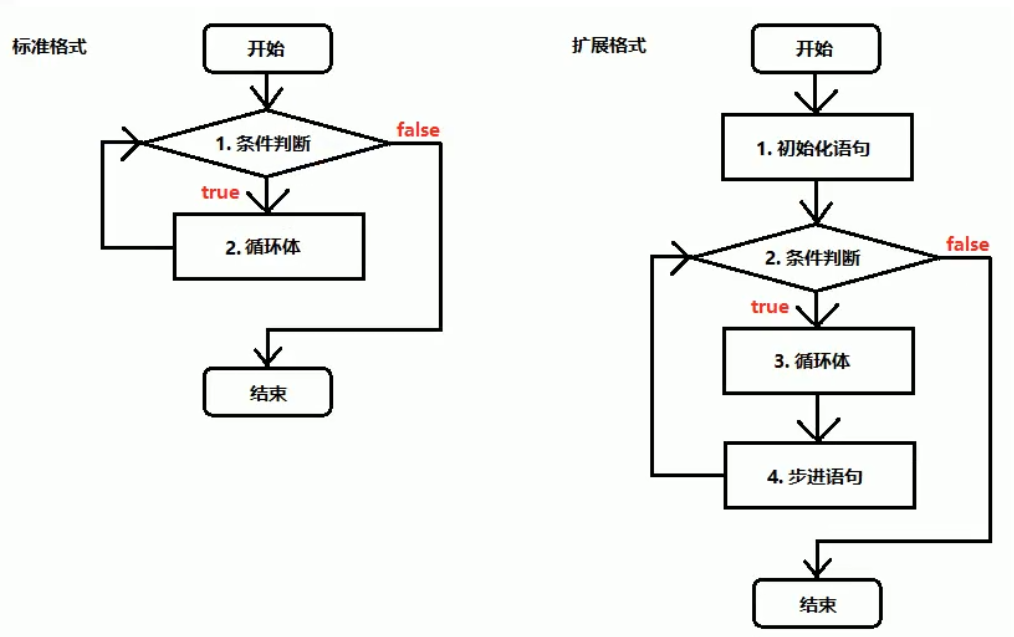 标准格式
开始
1. 条件判断
false
true
2. 循环体
结束
扩展格式
开始
1. 初始化语句
2. 条件判断
false
true
3. 循环体
4. 步进语句
结束